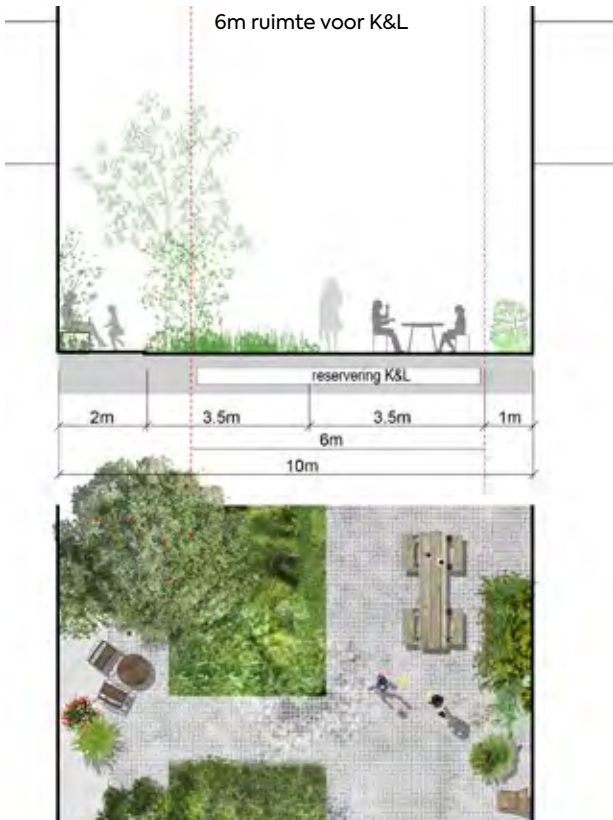 6m ruimte voor K&L
reservering K&L
2m 3.5m 3.5m 1m
6m
10m